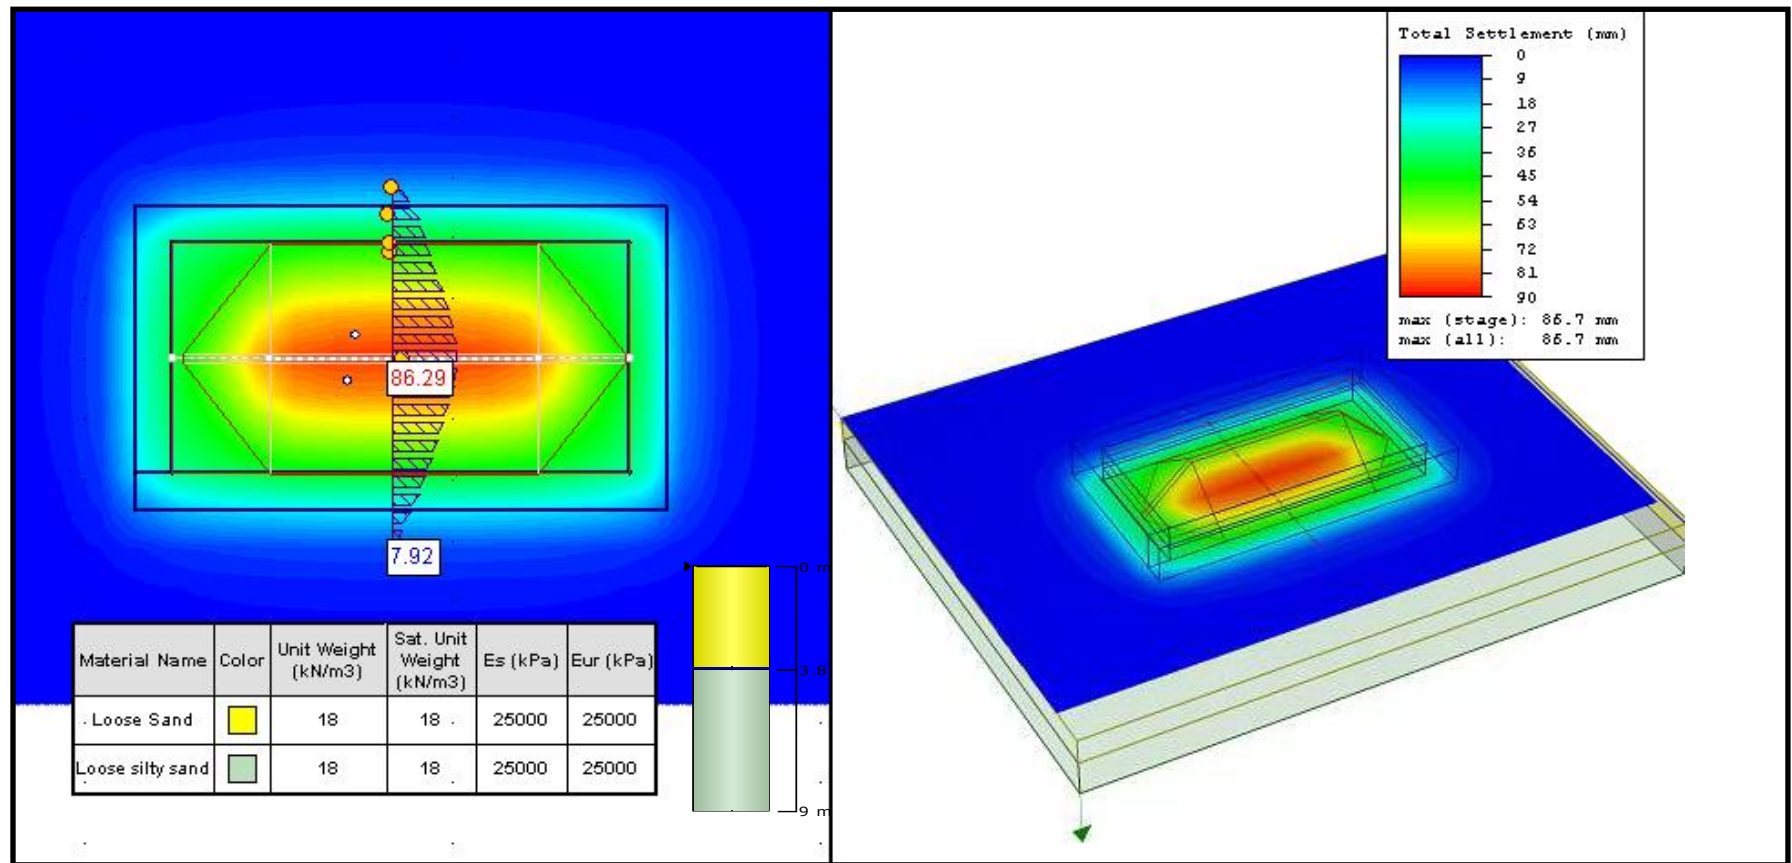 86.29
7.92
Material Name Color Unit Weight (kN/m3) Sat. Unit Weight (kN/m3) Es (kPa) Eur (kPa)
Loose Sand 18 18 25000 25000
Loose silty sand 18 18 25000 25000
0 m
3.8
9 m
Total Settlement (mm)
0
9
18
27
36
45
54
63
72
81
90
max (stage): 86.7 mm
max (all): 86.7 mm